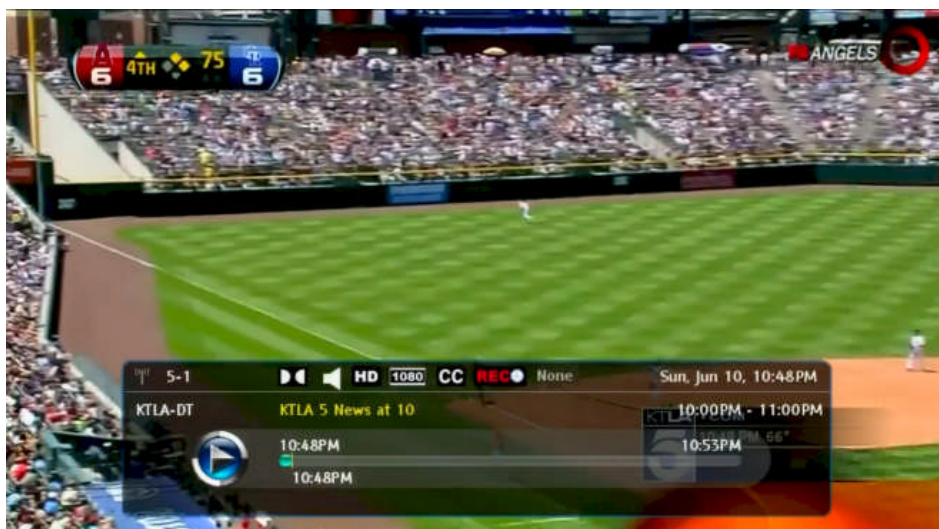 A
6
4TH
75
6
ANGELS
5-1 HD 1080 CC REC None Sun, Jun 10, 10:48PM
KTLA-DT KTLA 5 News at 10 10:00PM - 11:00PM
10:48PM 10:53PM
10:48PM
66°